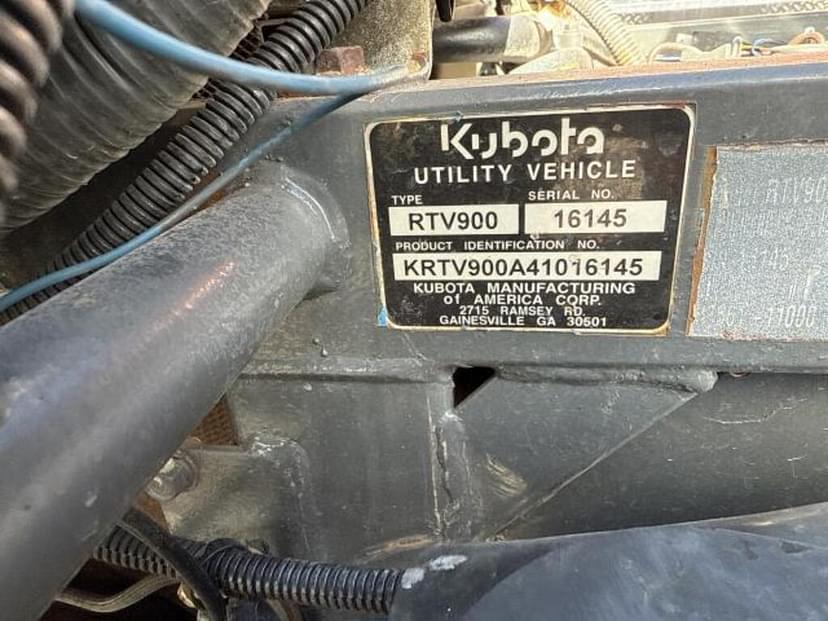 Kubota
UTILITY VEHICLE
TYPE SERIAL NO.
RTV900 16145
PRODUCT IDENTIFICATION NO.
KRTV900A41016145
KUBOTA MANUFACTURING
of AMERICA CORP.
2715 RAMSEY RD.
GAINESVILLE GA 30501
RTV90